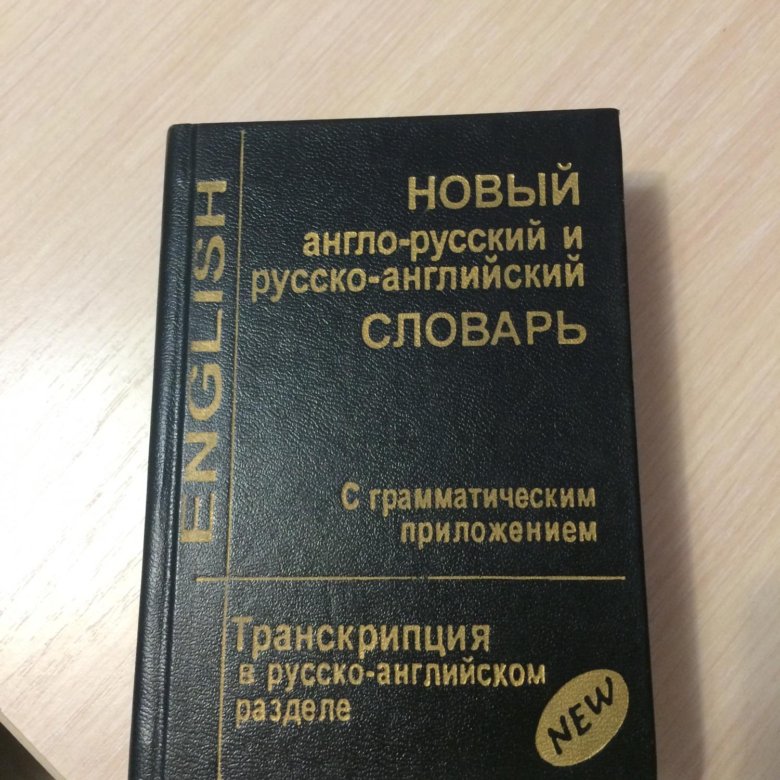 ENGLISH
НОВЫЙ
англо-русский и
русско-английский
СЛОВАРЬ
С грамматическим
приложением
Транскрипция
в русско-английском
разделе
NEW